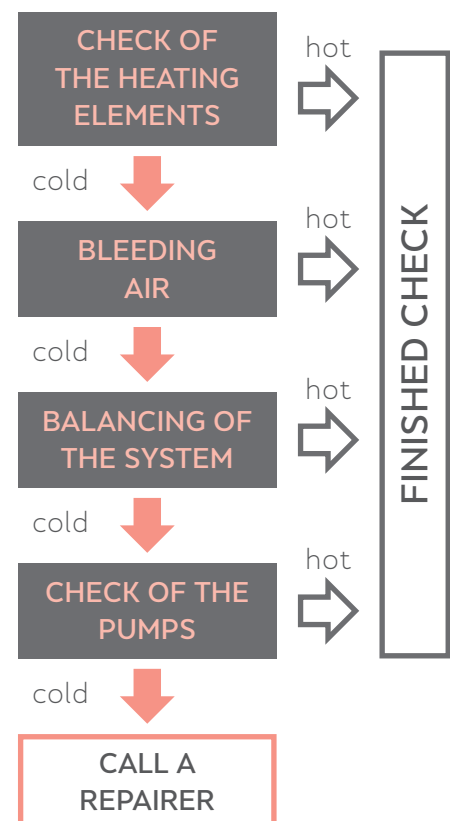 CHECK OF
THE HEATING
ELEMENTS
hot
cold
BLEEDING
AIR
hot
cold
BALANCING OF
THE SYSTEM
hot
cold
CHECK OF THE
PUMPS
hot
cold
CALL A
REPAIRER
FINISHED CHECK